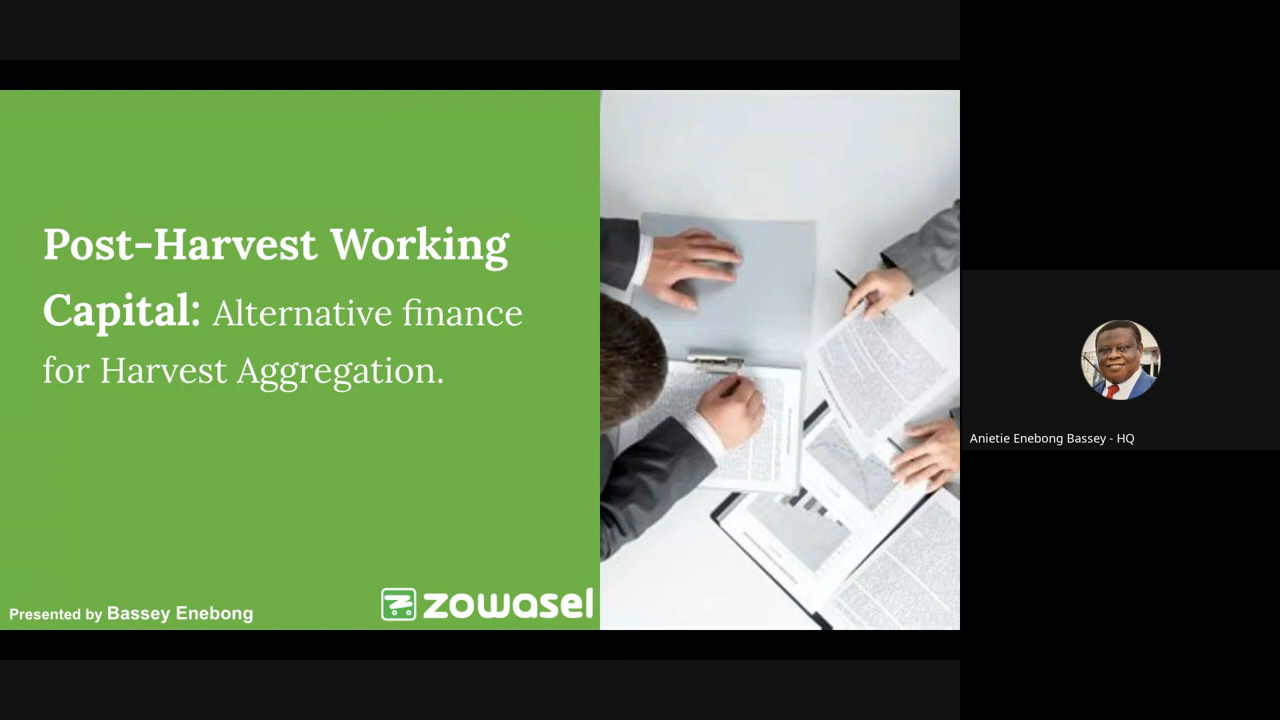 Post-Harvest Working
Capital: Alternative finance
for Harvest Aggregation.
Presented by Bassey Enebong
zowasel
Anietie Enebong Bassey - HQ